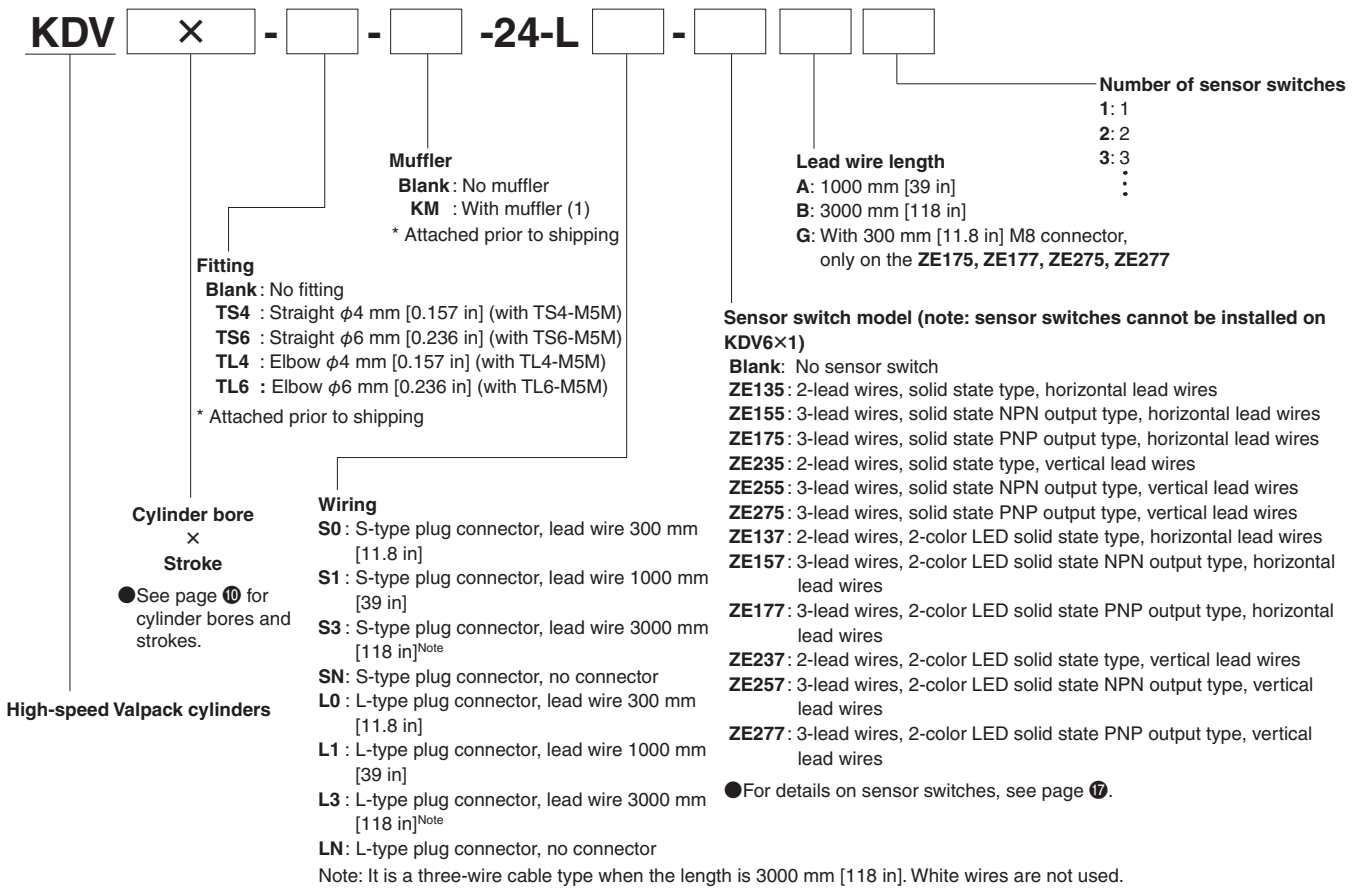 KDV × - - -24-L -
Number of sensor switches
1: 1
2: 2
3: 3
⋮
Lead wire length
A: 1000 mm [39 in]
B: 3000 mm [118 in]
G: With 300 mm [11.8 in] M8 connector,
only on the ZE175, ZE177, ZE275, ZE277
Muffler
Blank : No muffler
KM : With muffler (1)
* Attached prior to shipping
Fitting
Blank : No fitting
TS4 : Straight φ4 mm [0.157 in] (with TS4-M5M)
TS6 : Straight φ6 mm [0.236 in] (with TS6-M5M)
TL4 : Elbow φ4 mm [0.157 in] (with TL4-M5M)
TL6 : Elbow φ6 mm [0.236 in] (with TL6-M5M)
* Attached prior to shipping
Sensor switch model (note: sensor switches cannot be installed on
KDV6×1)
Blank: No sensor switch
ZE135 : 2-lead wires, solid state type, horizontal lead wires
ZE155 : 3-lead wires, solid state NPN output type, horizontal lead wires
ZE175 : 3-lead wires, solid state PNP output type, horizontal lead wires
ZE235 : 2-lead wires, solid state type, vertical lead wires
ZE255 : 3-lead wires, solid state NPN output type, vertical lead wires
ZE275 : 3-lead wires, solid state PNP output type, vertical lead wires
ZE137 : 2-lead wires, 2-color LED solid state type, horizontal lead wires
ZE157 : 3-lead wires, 2-color LED solid state NPN output type, horizontal
lead wires
ZE177 : 3-lead wires, 2-color LED solid state PNP output type, horizontal
lead wires
ZE237 : 2-lead wires, 2-color LED solid state type, vertical lead wires
ZE257 : 3-lead wires, 2-color LED solid state NPN output type, vertical
lead wires
ZE277 : 3-lead wires, 2-color LED solid state PNP output type, vertical
lead wires
●For details on sensor switches, see page ⓱.
Wiring
S0 : S-type plug connector, lead wire 300 mm
[11.8 in]
S1 : S-type plug connector, lead wire 1000 mm
[39 in]
S3 : S-type plug connector, lead wire 3000 mm
[118 in]Note
SN: S-type plug connector, no connector
L0 : L-type plug connector, lead wire 300 mm
[11.8 in]
L1 : L-type plug connector, lead wire 1000 mm
[39 in]
L3 : L-type plug connector, lead wire 3000 mm
[118 in]Note
LN: L-type plug connector, no connector
Note: It is a three-wire cable type when the length is 3000 mm [118 in]. White wires are not used.
Cylinder bore
×
Stroke
●See page ❿ for
cylinder bores and
strokes.
High-speed Valpack cylinders